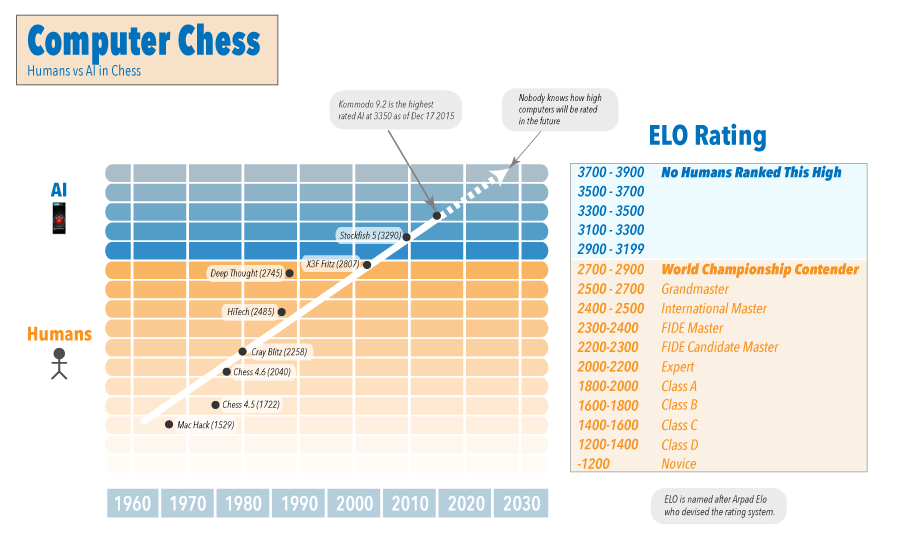 Computer Chess
Humans vs AI in Chess
Kommodo 9.2 is the highest
rated AI at 3350 as of Dec 17 2015
Nobody knows how high
computers will be rated
in the future
ELO Rating
AI
Humans
Stockfish 5 (3290)
X3F Fritz (2807)
Deep Thought (2745)
HiTech (2485)
Cray Blitz (2258)
Chess 4.6 (2040)
Chess 4.5 (1722)
Mac Hack (1529)
3700 - 3900 No Humans Ranked This High
3500 - 3700
3300 - 3500
3100 - 3300
2900 - 3199
2700 - 2900 World Championship Contender
2500 - 2700 Grandmaster
2400 - 2500 International Master
2300-2400 FIDE Master
2200-2300 FIDE Candidate Master
2000-2200 Expert
1800-2000 Class A
1600-1800 Class B
1400-1600 Class C
1200-1400 Class D
-1200 Novice
1960 1970 1980 1990 2000 2010 2020 2030
ELO is named after Arpad Elo
who devised the rating system.